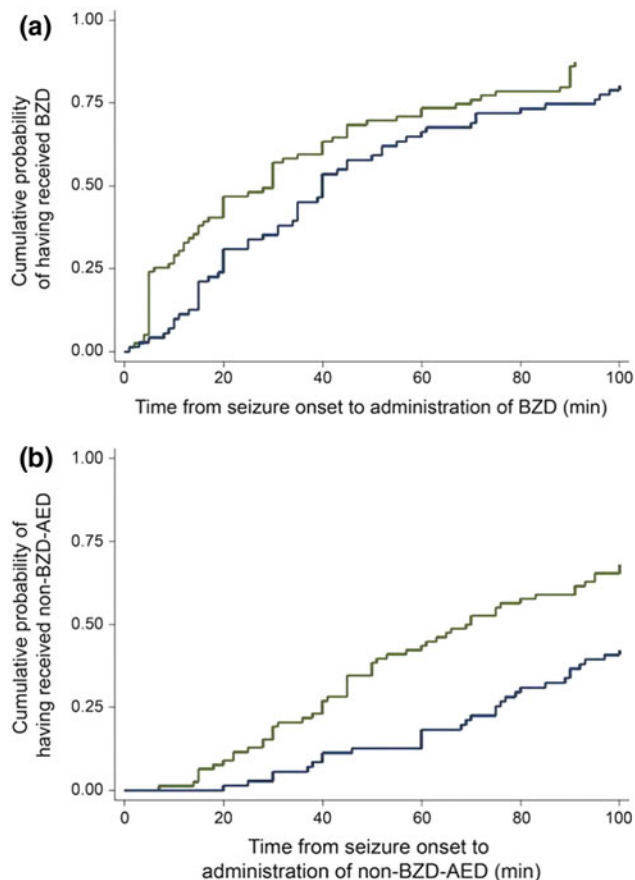 (a)
1.00
0.75
0.50
0.25
0.00
Cumulative probability
of having received BZD
0 20 40 60 80 100
Time from seizure onset to administration of BZD (min)
(b)
1.00
0.75
0.50
0.25
0.00
Cumulative probability of
having received non-BZD-AED
0 20 40 60 80 100
Time from seizure onset to
administration of non-BZD-AED (min)